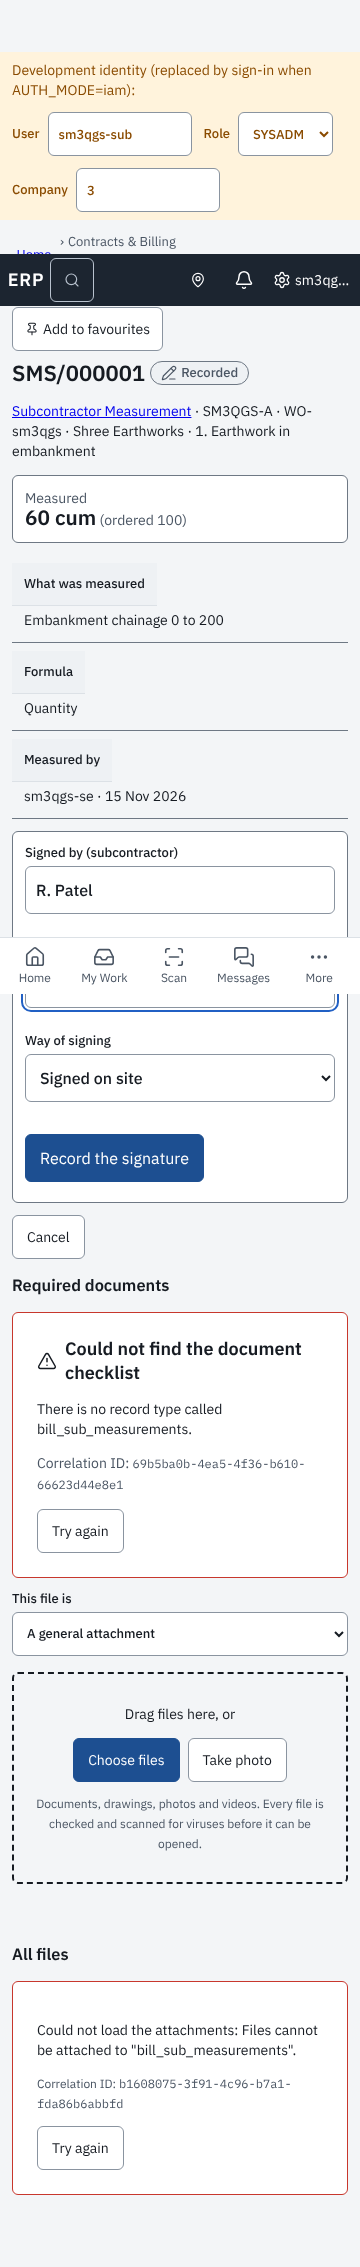 Development identity (replaced by sign-in when
AUTH_MODE=iam):
User sm3qgs-sub Role SYSADM
Company 3
› Contracts & Billing
ERP sm3qg...
Add to favourites
SMS/000001 Recorded
Subcontractor Measurement · SM3QGS-A · WO-
sm3qgs · Shree Earthworks · 1. Earthwork in
embankment
Measured
60 cum (ordered 100)
What was measured
Embankment chainage 0 to 200
Formula
Quantity
Measured by
sm3qgs-se · 15 Nov 2026
Signed by (subcontractor)
R. Patel
Home My Work Scan Messages More
Way of signing
Signed on site
Record the signature
Cancel
Required documents
Could not find the document
checklist
There is no record type called
bill_sub_measurements.
Correlation ID: 69b5ba0b-4ea5-4f36-b610-
66623d44e8e1
Try again
This file is
A general attachment
Drag files here, or
Choose files Take photo
Documents, drawings, photos and videos. Every file is
checked and scanned for viruses before it can be
opened.
All files
Could not load the attachments: Files cannot
be attached to "bill_sub_measurements".
Correlation ID: b1608075-3f91-4c96-b7a1-
fda86b6abbfd
Try again